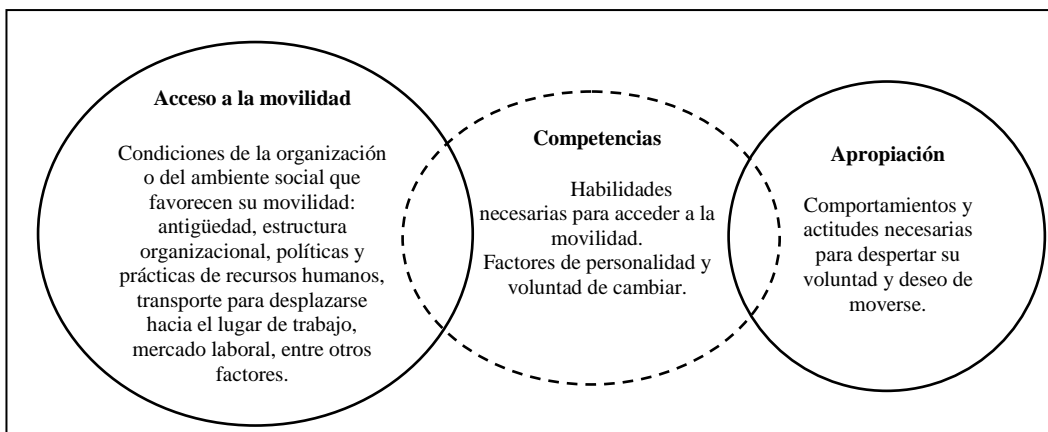 Acceso a la movilidad
Condiciones de la organización
o del ambiente social que
favorecen su movilidad:
antigüedad, estructura
organizacional, políticas y
prácticas de recursos humanos,
transporte para desplazarse
hacia el lugar de trabajo,
mercado laboral, entre otros
factores.
Competencias
Habilidades
necesarias para acceder a la
movilidad.
Factores de personalidad y
voluntad de cambiar.
Apropiación
Comportamientos y
actitudes necesarias
para despertar su
voluntad y deseo de
moverse.